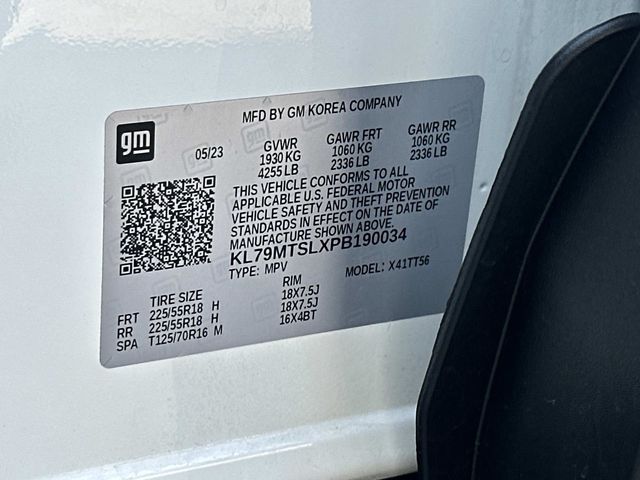 MFD BY GM KOREA COMPANY
gm
05/23
GVWR
1930 KG
4255 LB
GAWR FRT
1060 KG
2336 LB
GAWR RR
1060 KG
2336 LB
THIS VEHICLE CONFORMS TO ALL
APPLICABLE U.S. FEDERAL MOTOR
VEHICLE SAFETY AND THEFT PREVENTION
STANDARDS IN EFFECT ON THE DATE OF
MANUFACTURE SHOWN ABOVE.
KL79MTSLXPB190034
TYPE: MPV MODEL: X41TT56
TIRE SIZE RIM
FRT 225/55R18 H 18X7.5J
RR 225/55R18 H 18X7.5J
SPA T125/70R16 M 16X4BT